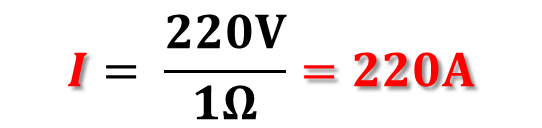 I = 220V / 1Ω = 220A